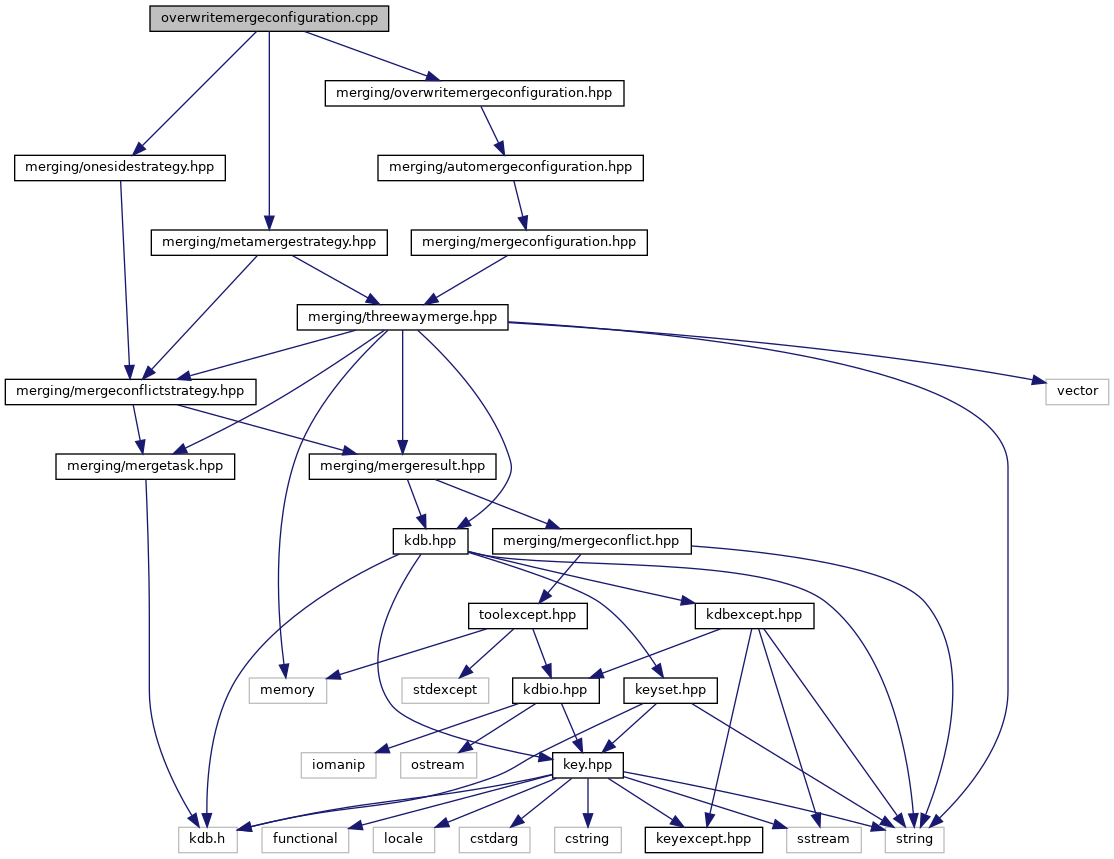 overwritemergeconfiguration.cpp
merging/overwritemergeconfiguration.hpp
merging/onesidestrategy.hpp
merging/automergeconfiguration.hpp
merging/metamergestrategy.hpp
merging/mergeconfiguration.hpp
merging/threewaymerge.hpp
merging/mergeconflictstrategy.hpp
vector
merging/mergetask.hpp
merging/mergeresult.hpp
kdb.hpp
merging/mergeconflict.hpp
toolexcept.hpp
kdbexcept.hpp
memory
stdexcept
kdbio.hpp
keyset.hpp
iomanip
ostream
key.hpp
kdb.h
functional
locale
cstdarg
cstring
keyexcept.hpp
sstream
string